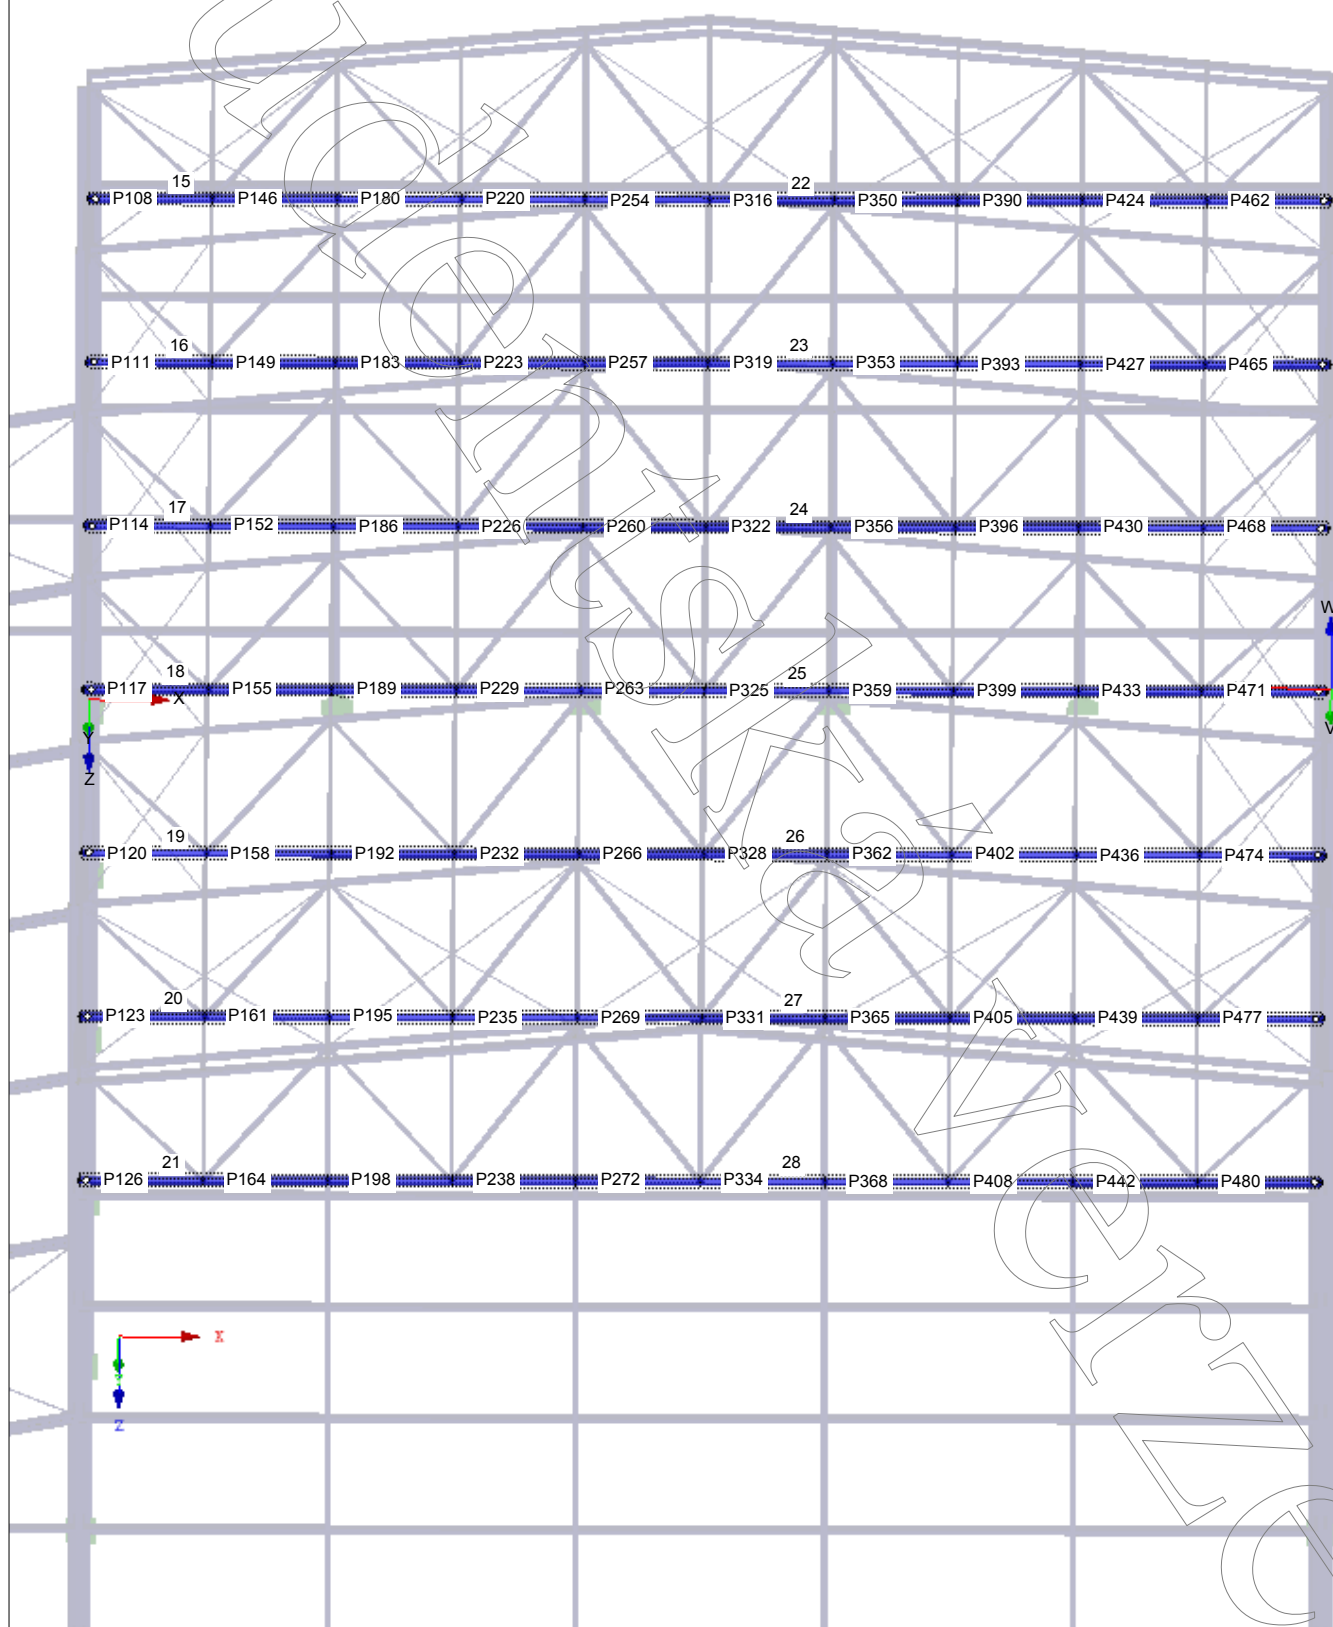 15 22
P108 P146 P180 P220 P254 P316 P350 P390 P424 P462
16 23
P111 P149 P183 P223 P257 P319 P353 P393 P427 P465
17 24
P114 P152 P186 P226 P260 P322 P356 P396 P430 P468
W
18 25
P117 P155 P189 P229 P263 P325 P359 P399 P433 P471
X
Y V
Z
19 26
P120 P158 P192 P232 P266 P328 P362 P402 P436 P474
20 27
P123 P161 P195 P235 P269 P331 P365 P405 P439 P477
21 28
P126 P164 P198 P238 P272 P334 P368 P408 P442 P480
X
Z
udentská verze